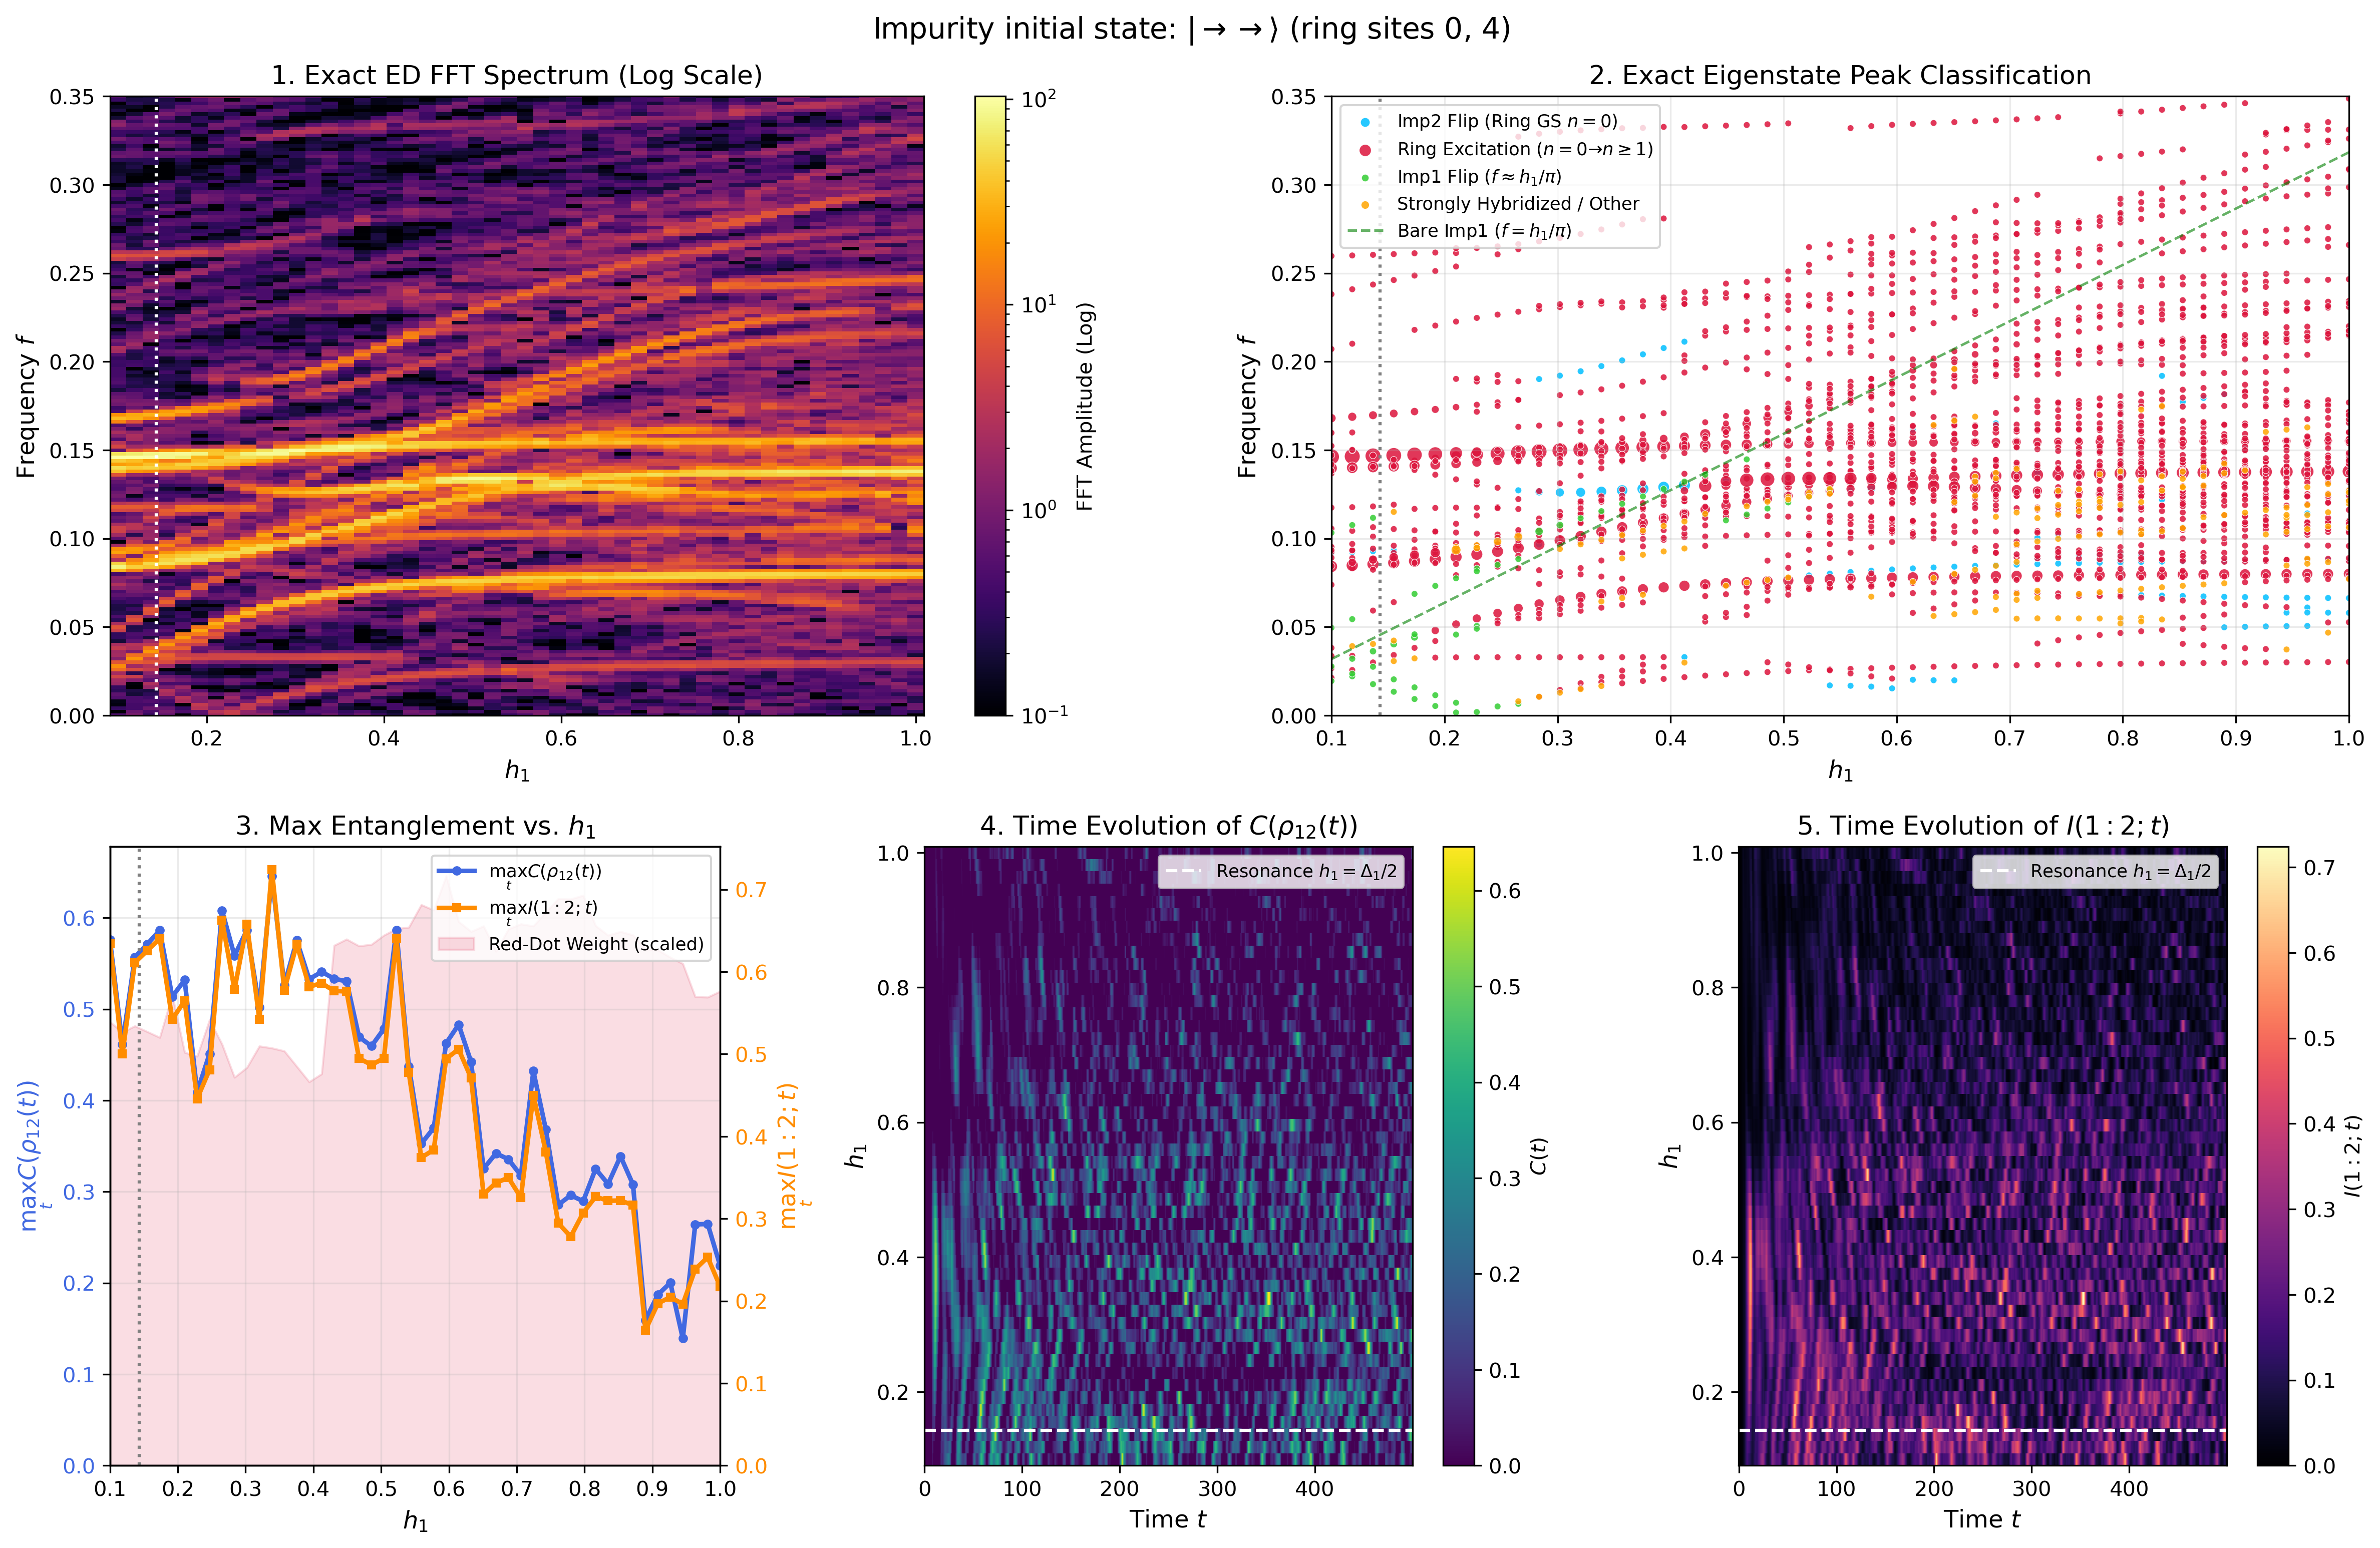 Impurity initial state: |→→⟩ (ring sites 0, 4)
1. Exact ED FFT Spectrum (Log Scale)
Frequency f
0.35
0.30
0.25
0.20
0.15
0.10
0.05
0.00
0.2 0.4 0.6 0.8 1.0
h₁
10²
10¹
10⁰
10⁻¹
FFT Amplitude (Log)
2. Exact Eigenstate Peak Classification
Imp2 Flip (Ring GS n = 0)
Ring Excitation (n = 0→n ≥ 1)
Imp1 Flip (f ≈ h₁/π)
Strongly Hybridized / Other
Bare Imp1 (f = h₁/π)
Frequency f
0.35
0.30
0.25
0.20
0.15
0.10
0.05
0.00
0.1 0.2 0.3 0.4 0.5 0.6 0.7 0.8 0.9 1.0
h₁
3. Max Entanglement vs. h₁
max C(ρ₁₂(t))
t
max I(1 : 2; t)
t
Red-Dot Weight (scaled)
max C(ρ₁₂(t))
t
0.6
0.5
0.4
0.3
0.2
0.1
0.0
0.7
0.6
0.5
0.4
0.3
0.2
0.1
0.0
max I(1 : 2; t)
t
0.1 0.2 0.3 0.4 0.5 0.6 0.7 0.8 0.9 1.0
h₁
4. Time Evolution of C(ρ₁₂(t))
Resonance h₁ = Δ₁/2
h₁
1.0
0.8
0.6
0.4
0.2
0 100 200 300 400
Time t
0.6
0.5
0.4
0.3
0.2
0.1
0.0
C(t)
5. Time Evolution of I(1 : 2; t)
Resonance h₁ = Δ₁/2
h₁
1.0
0.8
0.6
0.4
0.2
0 100 200 300 400
Time t
0.7
0.6
0.5
0.4
0.3
0.2
0.1
0.0
I(1 : 2; t)